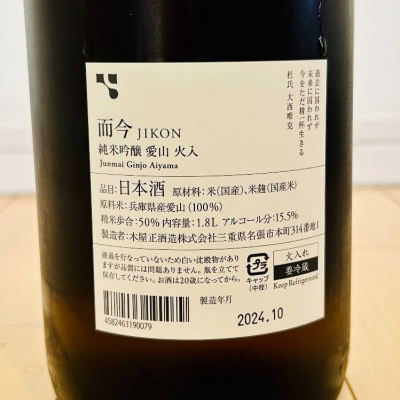 過去に囚われず
未来に囚われず
今をただ精一杯生きる
杜氏 大西唯克
而今 JIKON
純米吟醸 愛山 火入
Junmai Ginjo Aiyama
品目:日本酒 原材料:米(国産)、米麹(国産米)
原料米:兵庫県産愛山(100%)
精米歩合:50% 内容量:1.8L アルコール分:15.5%
製造者:木屋正酒造株式会社三重県名張市本町314番地1
濾過を行なっていないため白い沈殿物があり
ますが品質には問題ありません。瓶を立てて
保存してください。お酒は20歳になってから。
プラ
キャップ
(中栓)
火入れ
要冷蔵
Keep Refrigerated
4582463190079
製造年月
2024.10